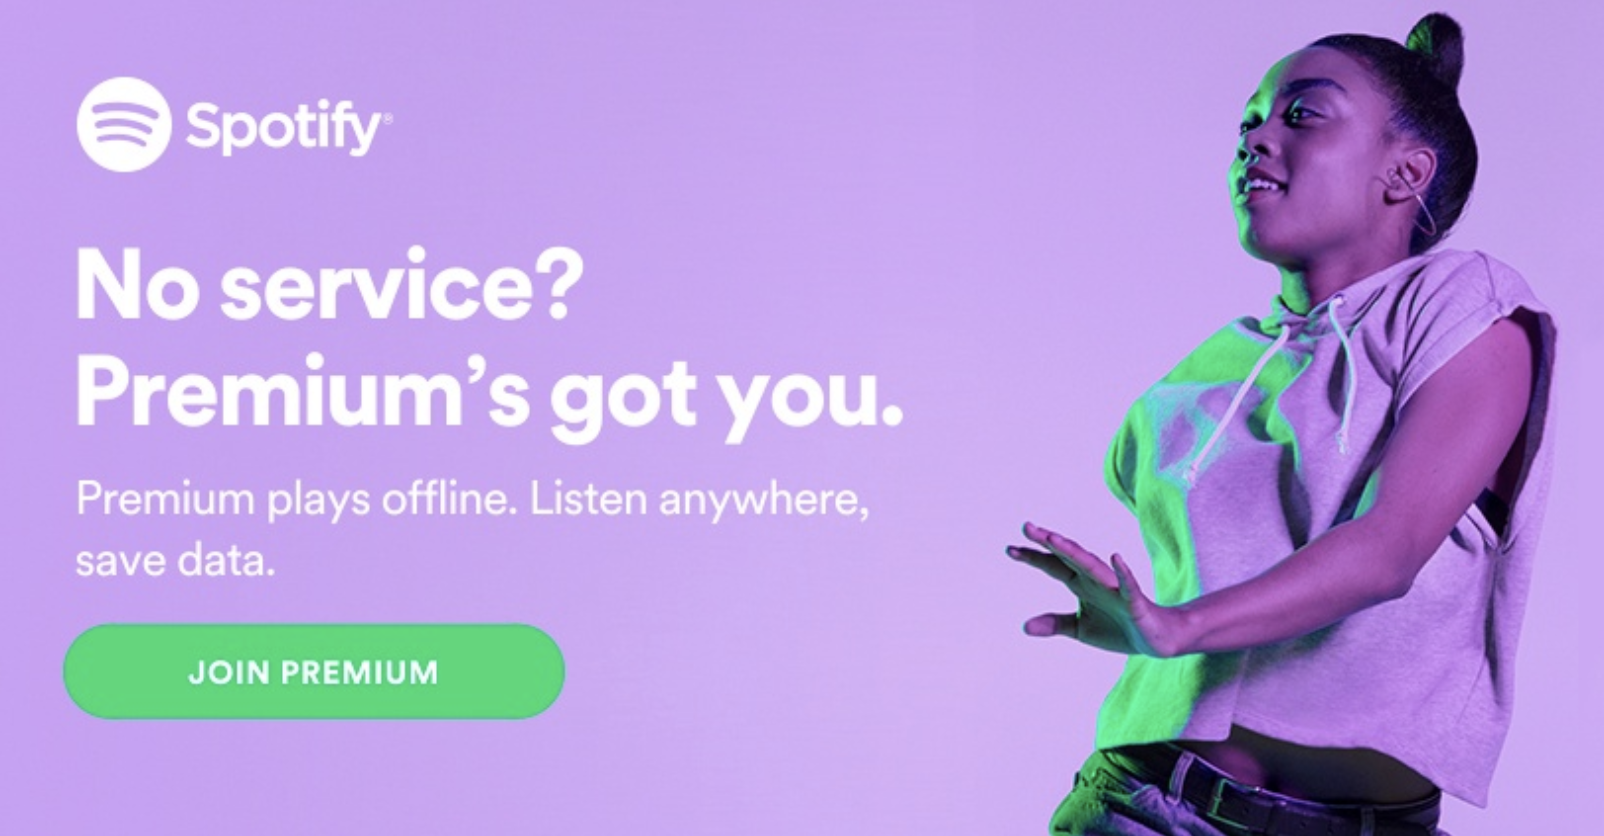 Spotify®
No service?
Premium's got you.
Premium plays offline. Listen anywhere,
save data.
JOIN PREMIUM